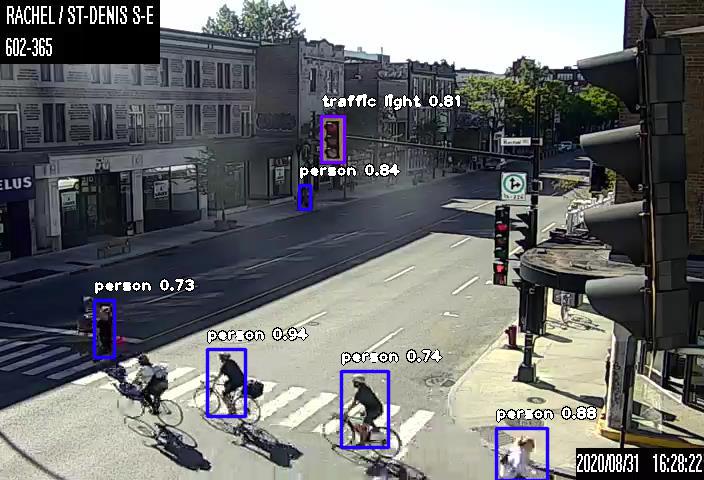 RACHEL / ST-DENIS S-E
602-365
traffic light 0.81
person 0.84
ELUS
person 0.73
person 0.94
person 0.74
person 0.88
2020/08/31 16:28:22